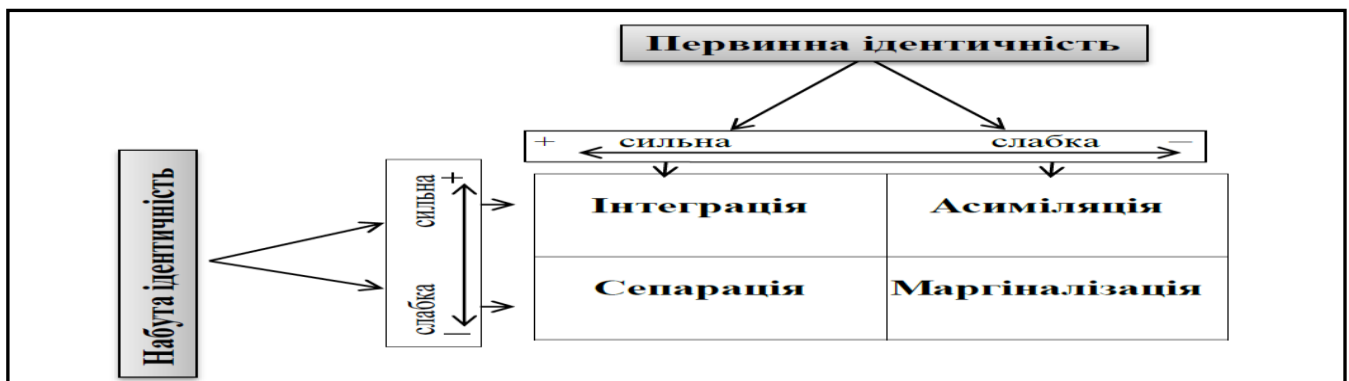 Первинна ідентичність
+ сильна слабка –
Набута ідентичність
сильна +
слабка –
Інтеграція Асиміляція
Сепарація Маргіналізація